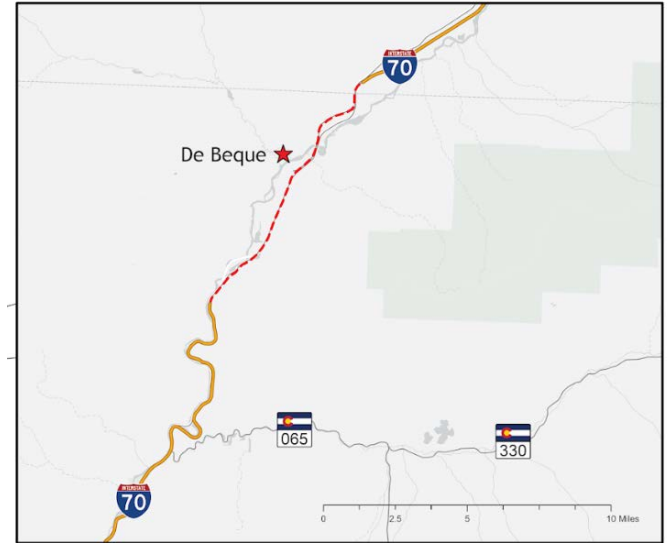 INTERSTATE
70
De Beque
065
330
INTERSTATE
70
0 2.5 5 10 Miles